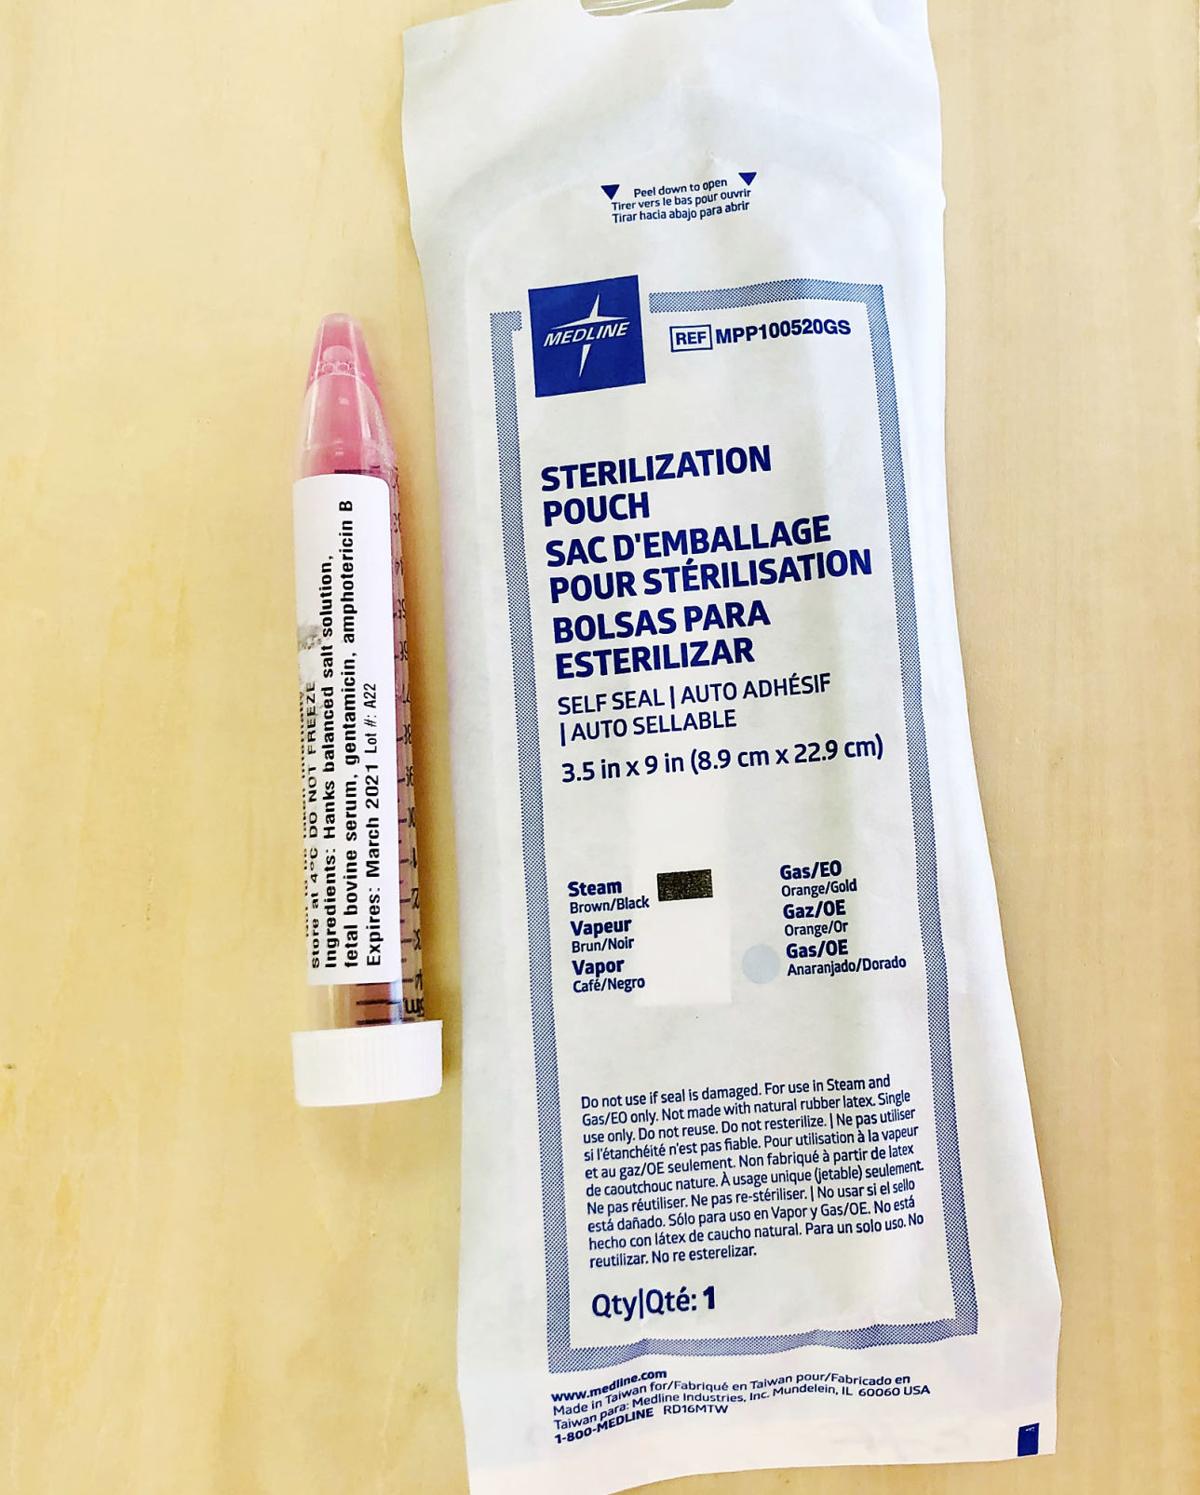 Store at 4°C DO NOT FREEZE
Ingredients: Hanks balanced salt solution,
fetal bovine serum, gentamicin, amphotericin B
Expires: March 2021 Lot #: A22
Peel down to open
Tirer vers le bas pour ouvrir
Tirar hacia abajo para abrir
MEDLINE
REF MPP100520GS
STERILIZATION
POUCH
SAC D'EMBALLAGE
POUR STÉRILISATION
BOLSAS PARA
ESTERILIZAR
SELF SEAL | AUTO ADHÉSIF
| AUTO SELLABLE
3.5 in x 9 in (8.9 cm x 22.9 cm)
Steam
Brown/Black
Vapeur
Brun/Noir
Vapor
Café/Negro
Gas/EO
Orange/Gold
Gaz/OE
Orange/Or
Gas/OE
Anaranjado/Dorado
Do not use if seal is damaged. For use in Steam and
Gas/EO only. Not made with natural rubber latex. Single
use only. Do not reuse. Do not resterilize. | Ne pas utiliser
si l'étanchéité n'est pas fiable. Pour utilisation à la vapeur
et au gaz/OE seulement. Non fabriqué à partir de latex
de caoutchouc nature. À usage unique (jetable) seulement.
Ne pas réutiliser. Ne pas re-stériliser. | No usar si el sello
está dañado. Sólo para uso en Vapor y Gas/OE. No está
hecho con látex de caucho natural. Para un solo uso. No
reutilizar. No re esterelizar.
Qty|Qté: 1
www.medline.com
Made in Taiwan for/Fabriqué en Taiwan pour/Fabricado en
Taiwan para: Medline Industries, Inc. Mundelein, IL 60060 USA
1-800-MEDLINE RD16MTW